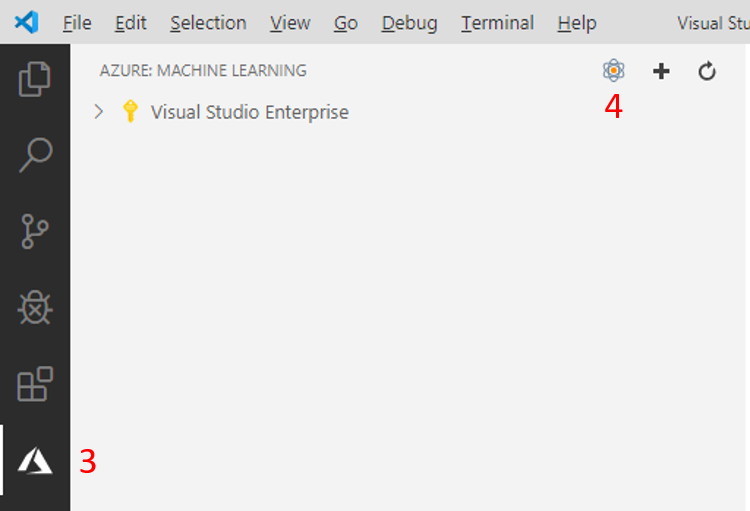 File Edit Selection View Go Debug Terminal Help Visual Stu
AZURE: MACHINE LEARNING
4
Visual Studio Enterprise
3